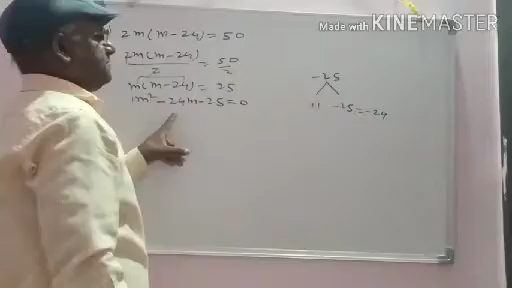 Made with KINEMASTER
2m(m-24) = 50
2m(m-24) / 2 = 50 / 2
m(m-24) = 25
1m² - 24m - 25 = 0
-25
+1 -25 = -24